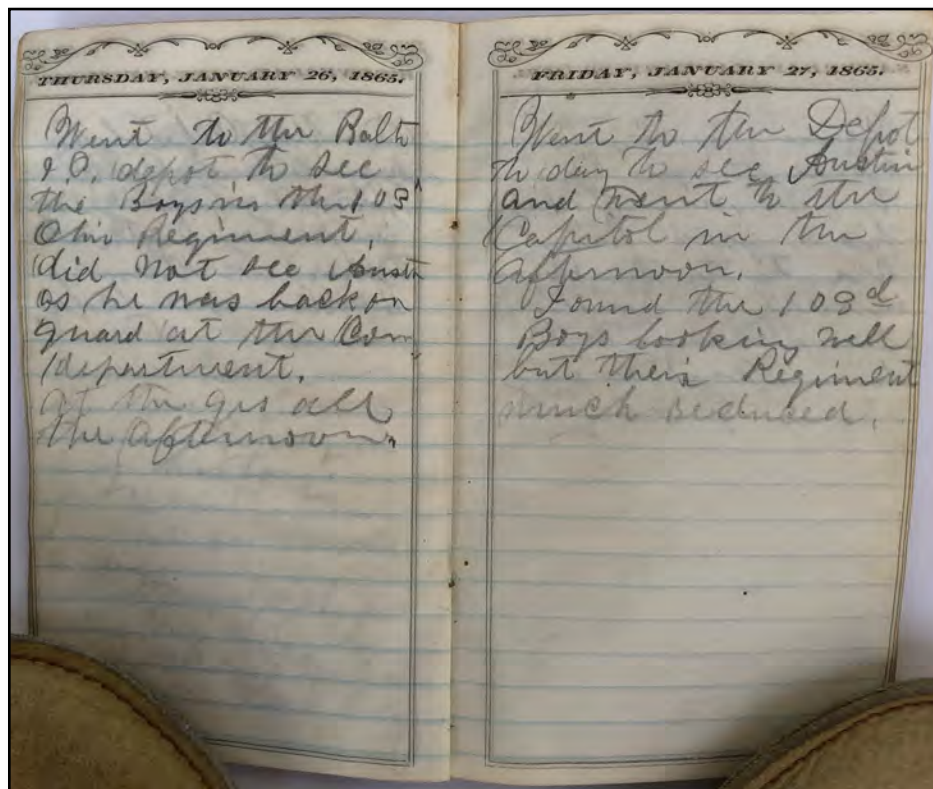 THURSDAY, JANUARY 26, 1865.
Went to the Balt
depot to see
the Boys in the 103
Ohio Regiment,
did not see Aust
as he was back on
guard at the Com
department.
at the all
the afternoon.
FRIDAY, JANUARY 27, 1865.
Went to the Depot
to day to see Austin
and went to the
Capitol in the
afternoon.
Found the 103d
Boys looking well
but their Regiment
much reduced.